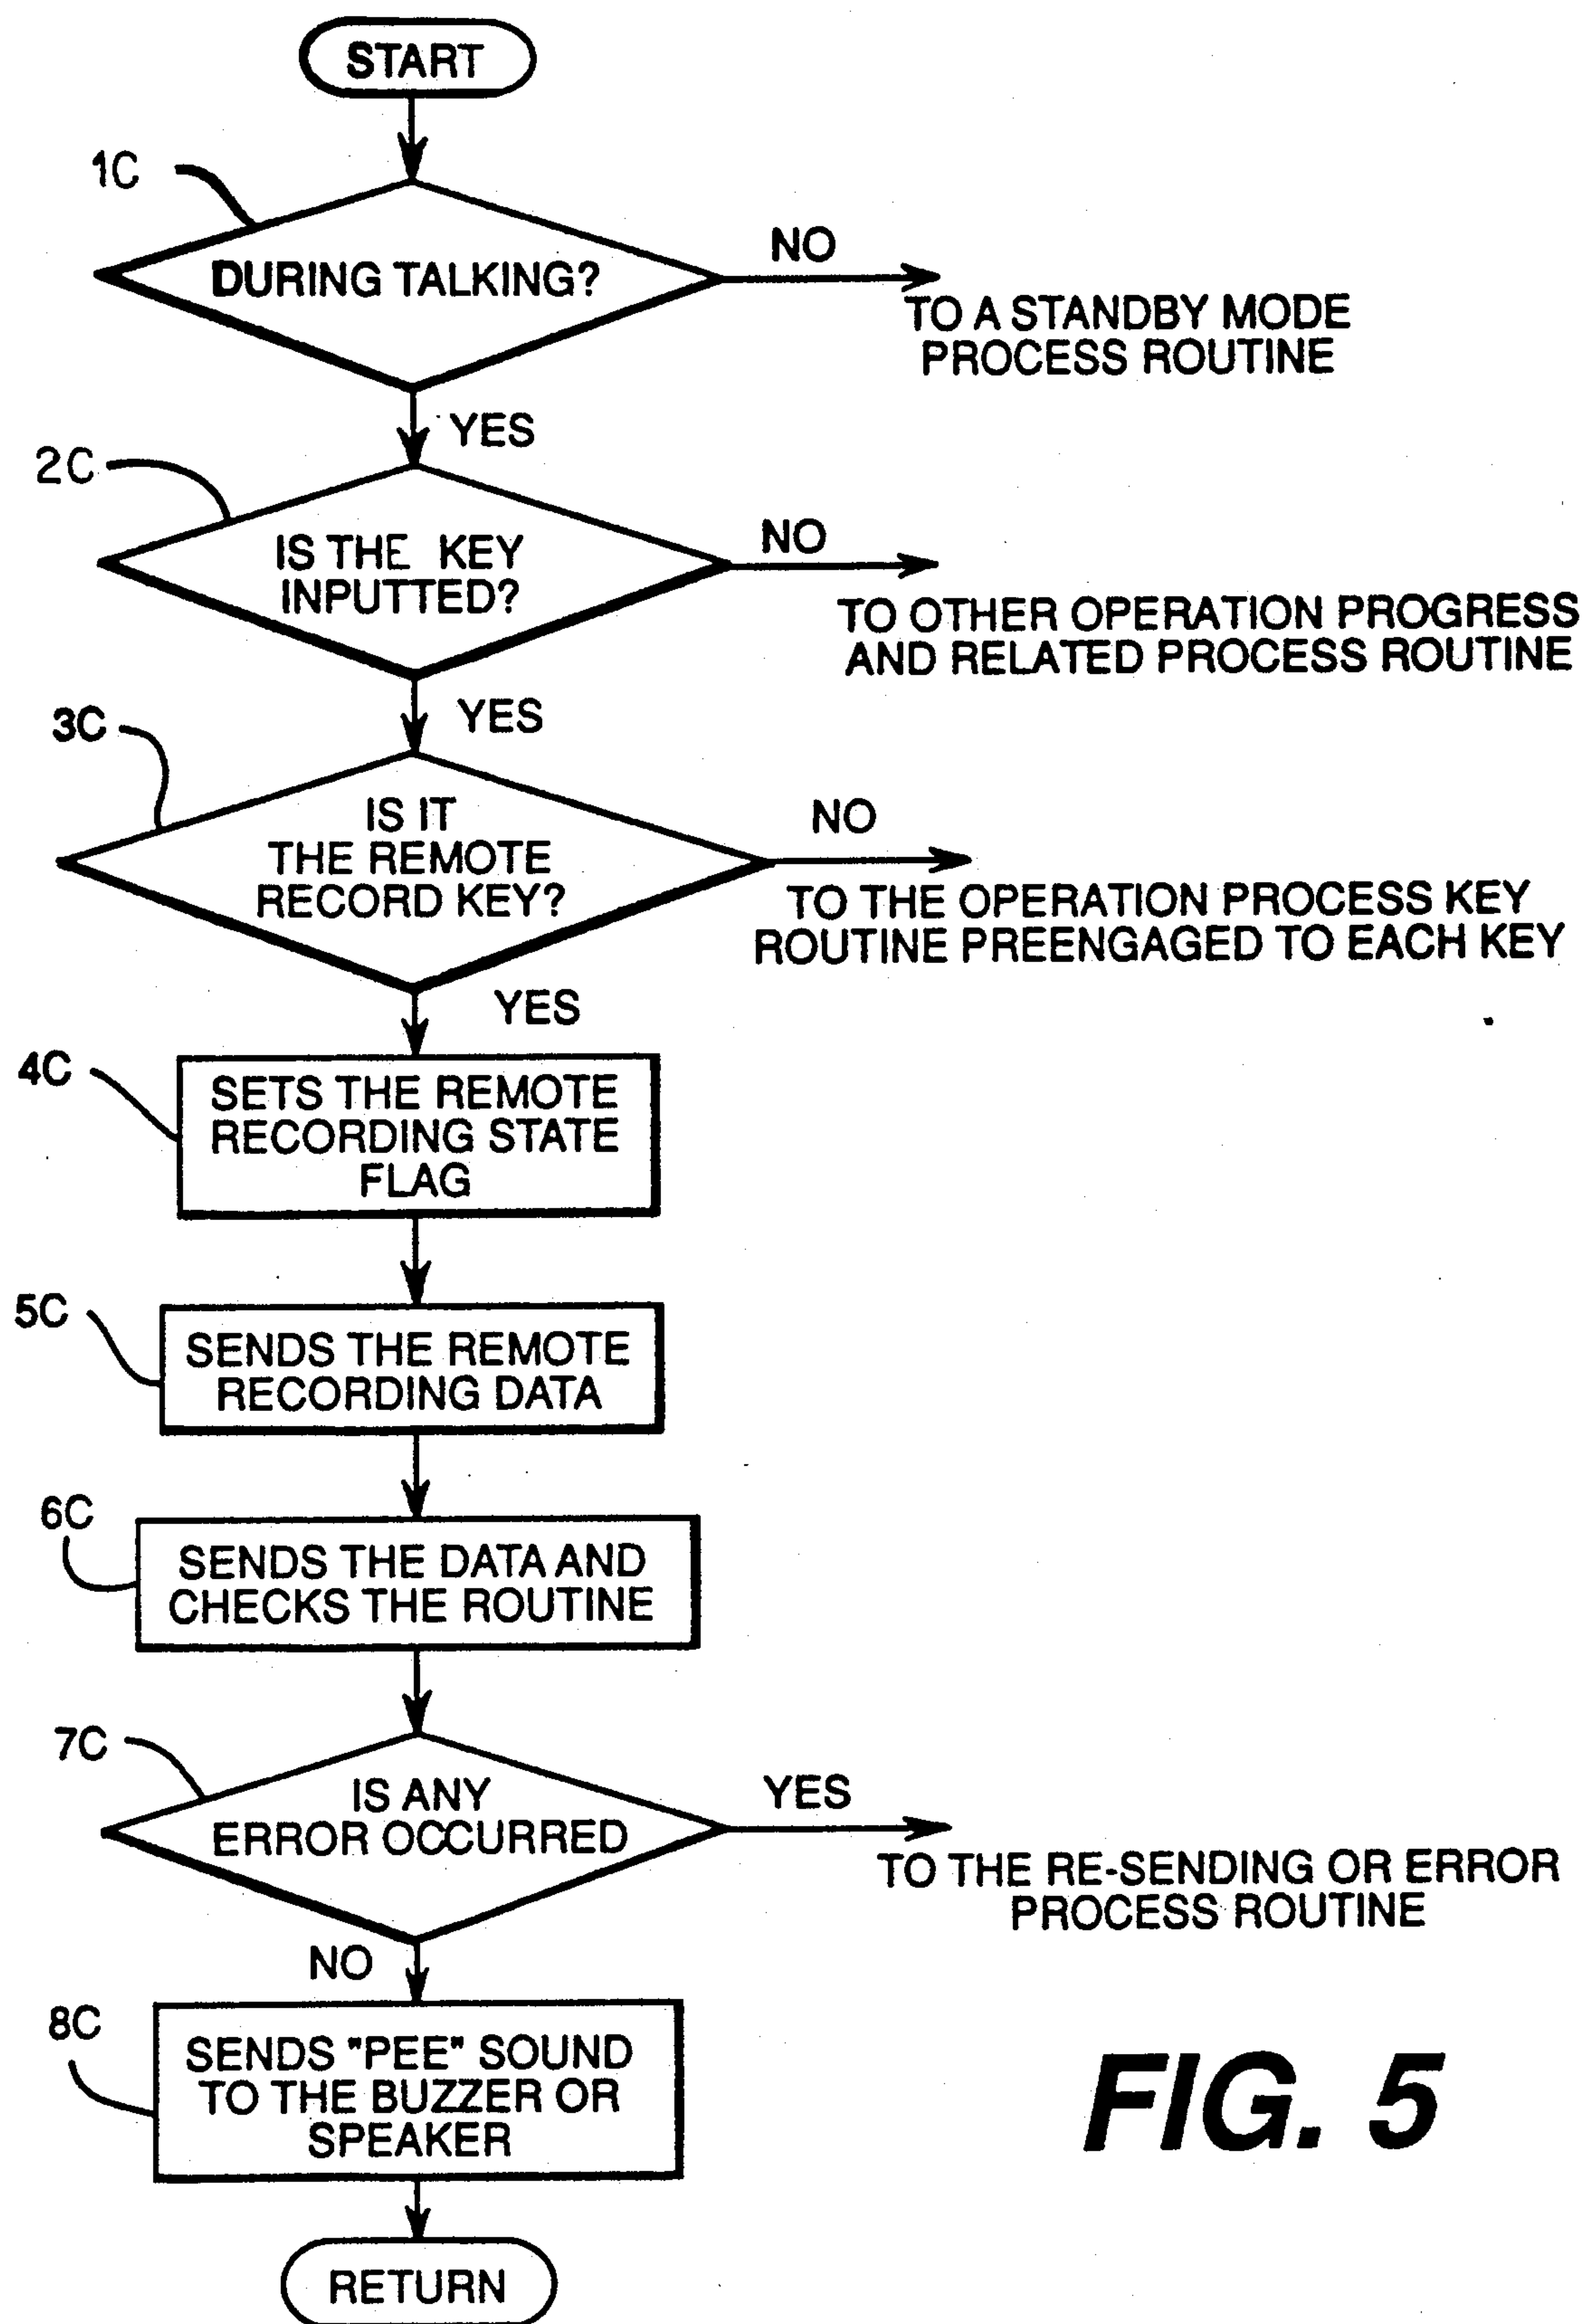 START
1C
DURING TALKING?
NO
TO A STANDBY MODE
PROCESS ROUTINE
YES
2C
IS THE KEY
INPUTTED?
NO
TO OTHER OPERATION PROGRESS
AND RELATED PROCESS ROUTINE
YES
3C
IS IT
THE REMOTE
RECORD KEY?
NO
TO THE OPERATION PROCESS KEY
ROUTINE PREENGAGED TO EACH KEY
YES
4C
SETS THE REMOTE
RECORDING STATE
FLAG
5C
SENDS THE REMOTE
RECORDING DATA
6C
SENDS THE DATA AND
CHECKS THE ROUTINE
7C
IS ANY
ERROR OCCURRED
YES
TO THE RE-SENDING OR ERROR
PROCESS ROUTINE
NO
8C
SENDS "PEE" SOUND
TO THE BUZZER OR
SPEAKER
RETURN
FIG. 5